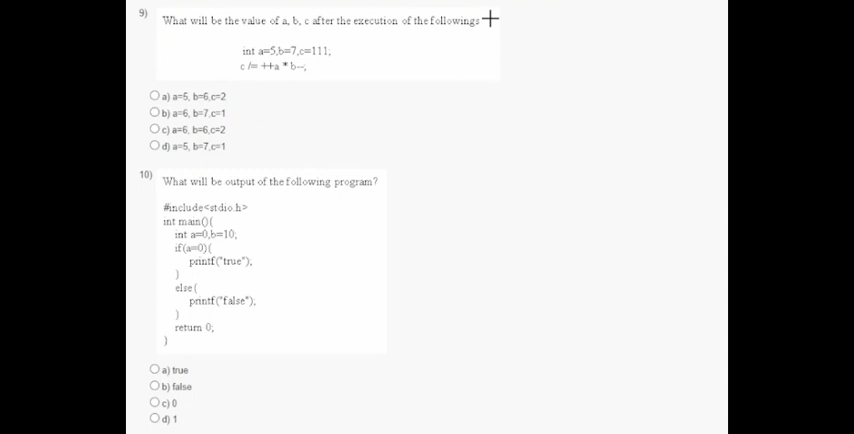 9)
What will be the value of a, b, c after the execution of the followings
int a=5,b=7,c=111;
c /= ++a * b--;
a) a=5, b=6,c=2
b) a=6, b=7,c=1
c) a=6, b=6,c=2
d) a=5, b=7,c=1
10)
What will be output of the following program?
#include<stdio.h>
int main(){
int a=0,b=10;
if(a=0){
printf("true");
}
else{
printf("false");
}
return 0;
}
a) true
b) false
c) 0
d) 1